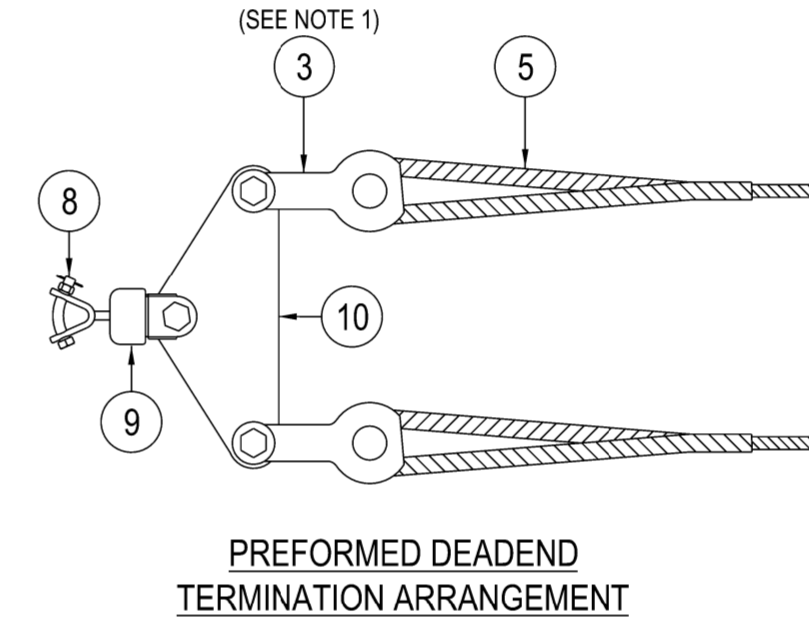 (SEE NOTE 1)
3
5
8
10
9
PREFORMED DEADEND
TERMINATION ARRANGEMENT